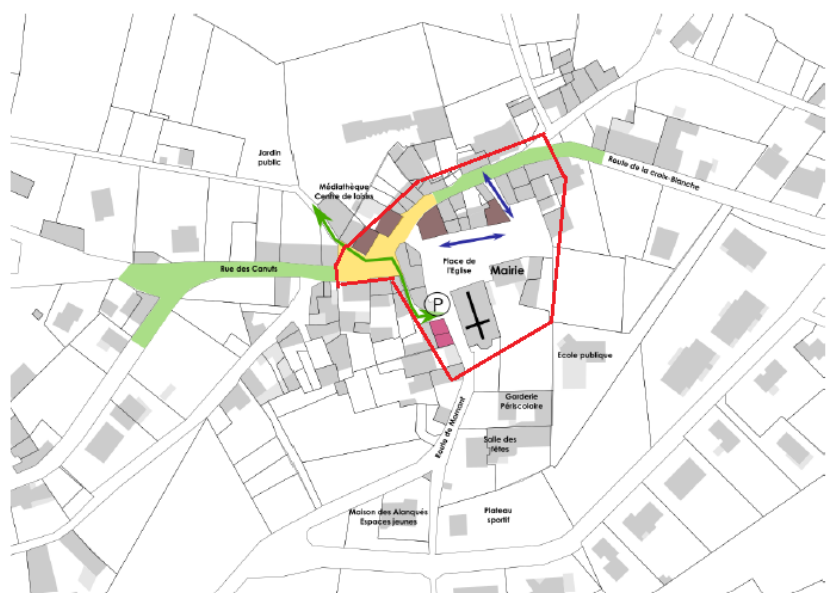 Jardin
public
Médiathèque
Centre de loisirs
Route de la Croix-Blanche
Rue des Canuts
Place de
l'Eglise
Mairie
P
Ecole publique
Garderie
Périscolaire
Route de Mornant
Salle des
fêtes
Maison des Alanqués
Espaces jeunes
Plateau
sportif